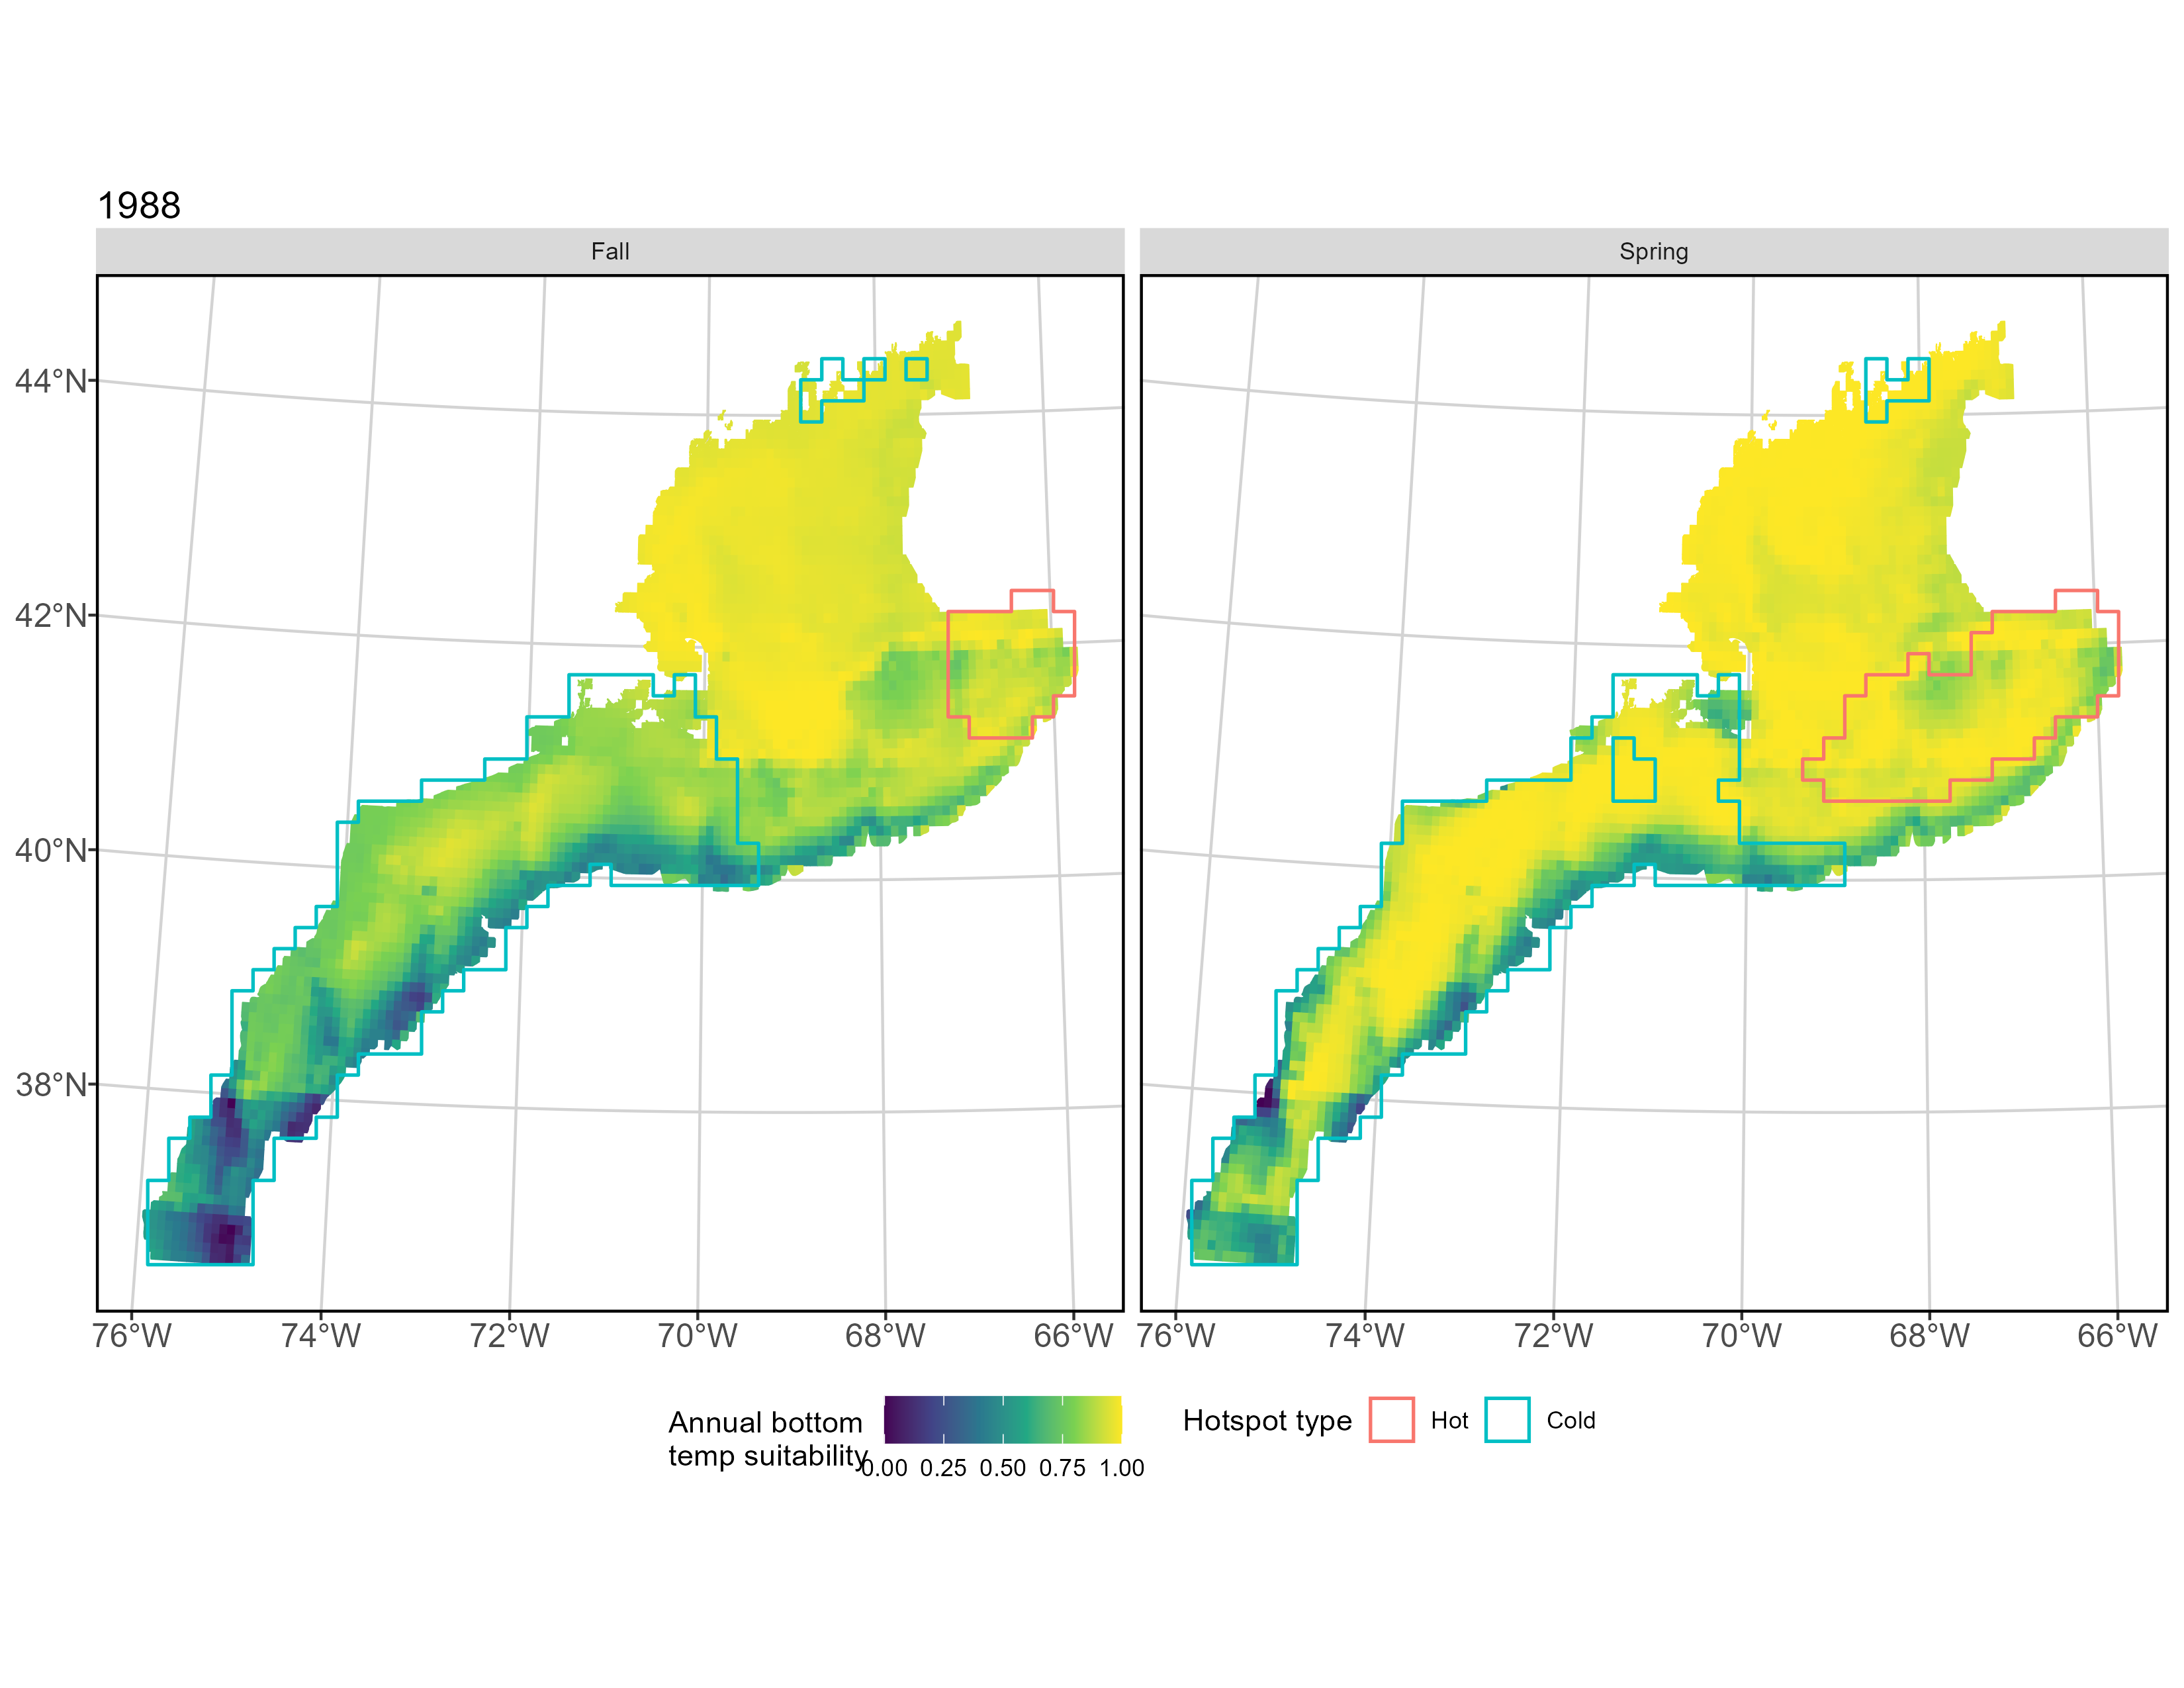 1988
Fall
Spring
44°N
42°N
40°N
38°N
76°W 74°W 72°W 70°W 68°W 66°W
76°W 74°W 72°W 70°W 68°W 66°W
Annual bottom
temp suitability
0.00 0.25 0.50 0.75 1.00
Hotspot type
Hot
Cold